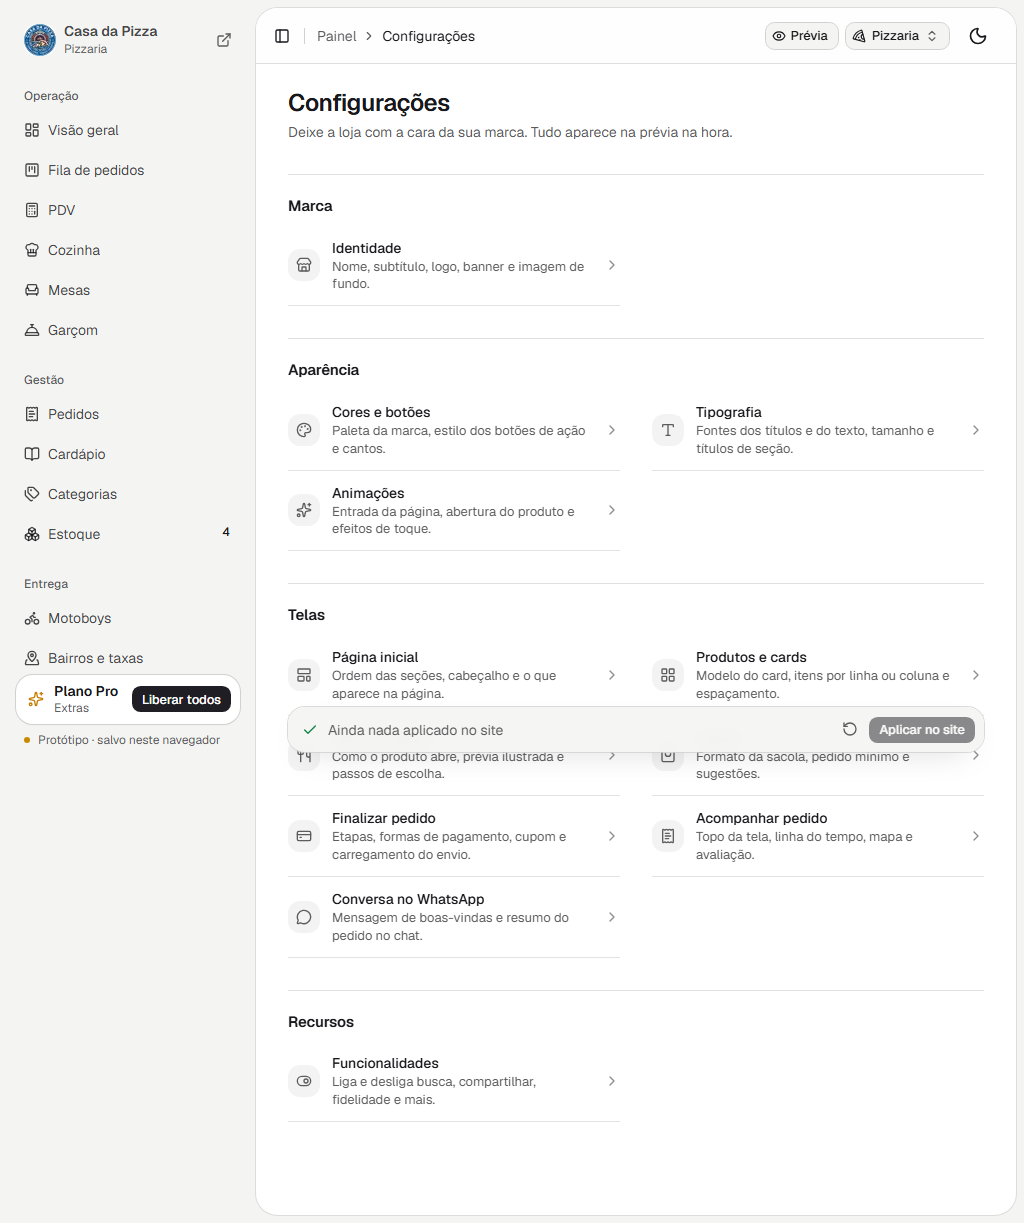 Casa da Pizza
Pizzaria
Operação
Visão geral
Fila de pedidos
PDV
Cozinha
Mesas
Garçom
Gestão
Pedidos
Cardápio
Categorias
Estoque 4
Entrega
Motoboys
Bairros e taxas
Plano Pro
Extras
Liberar todos
Protótipo · salvo neste navegador
Painel > Configurações
Prévia
Pizzaria
Configurações
Deixe a loja com a cara da sua marca. Tudo aparece na prévia na hora.
Marca
Identidade
Nome, subtítulo, logo, banner e imagem de
fundo.
Aparência
Cores e botões
Paleta da marca, estilo dos botões de ação
e cantos.
Tipografia
Fontes dos títulos e do texto, tamanho e
títulos de seção.
Animações
Entrada da página, abertura do produto e
efeitos de toque.
Telas
Página inicial
Ordem das seções, cabeçalho e o que
aparece na página.
Produtos e cards
Modelo do card, itens por linha ou coluna e
espaçamento.
Ainda nada aplicado no site
Aplicar no site
Como o produto abre, prévia ilustrada e
passos de escolha.
Formato da sacola, pedido mínimo e
sugestões.
Finalizar pedido
Etapas, formas de pagamento, cupom e
carregamento do envio.
Acompanhar pedido
Topo da tela, linha do tempo, mapa e
avaliação.
Conversa no WhatsApp
Mensagem de boas-vindas e resumo do
pedido no chat.
Recursos
Funcionalidades
Liga e desliga busca, compartilhar,
fidelidade e mais.